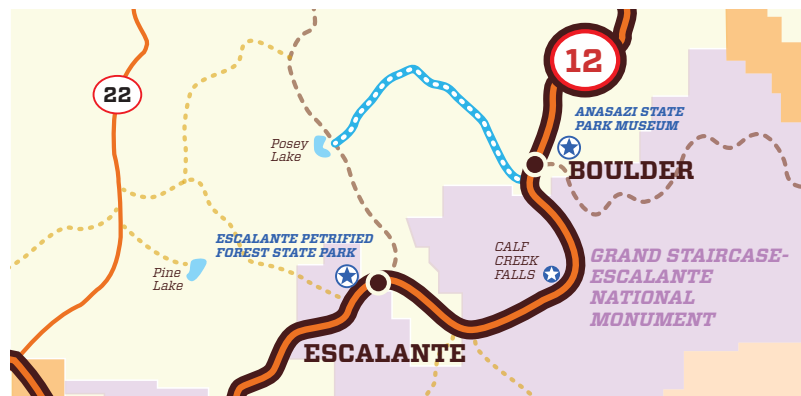 12
22
ANASAZI STATE
PARK MUSEUM
Posey
Lake
BOULDER
ESCALANTE PETRIFIED
FOREST STATE PARK
CALF
CREEK
FALLS
GRAND STAIRCASE-
ESCALANTE
NATIONAL
MONUMENT
Pine
Lake
ESCALANTE